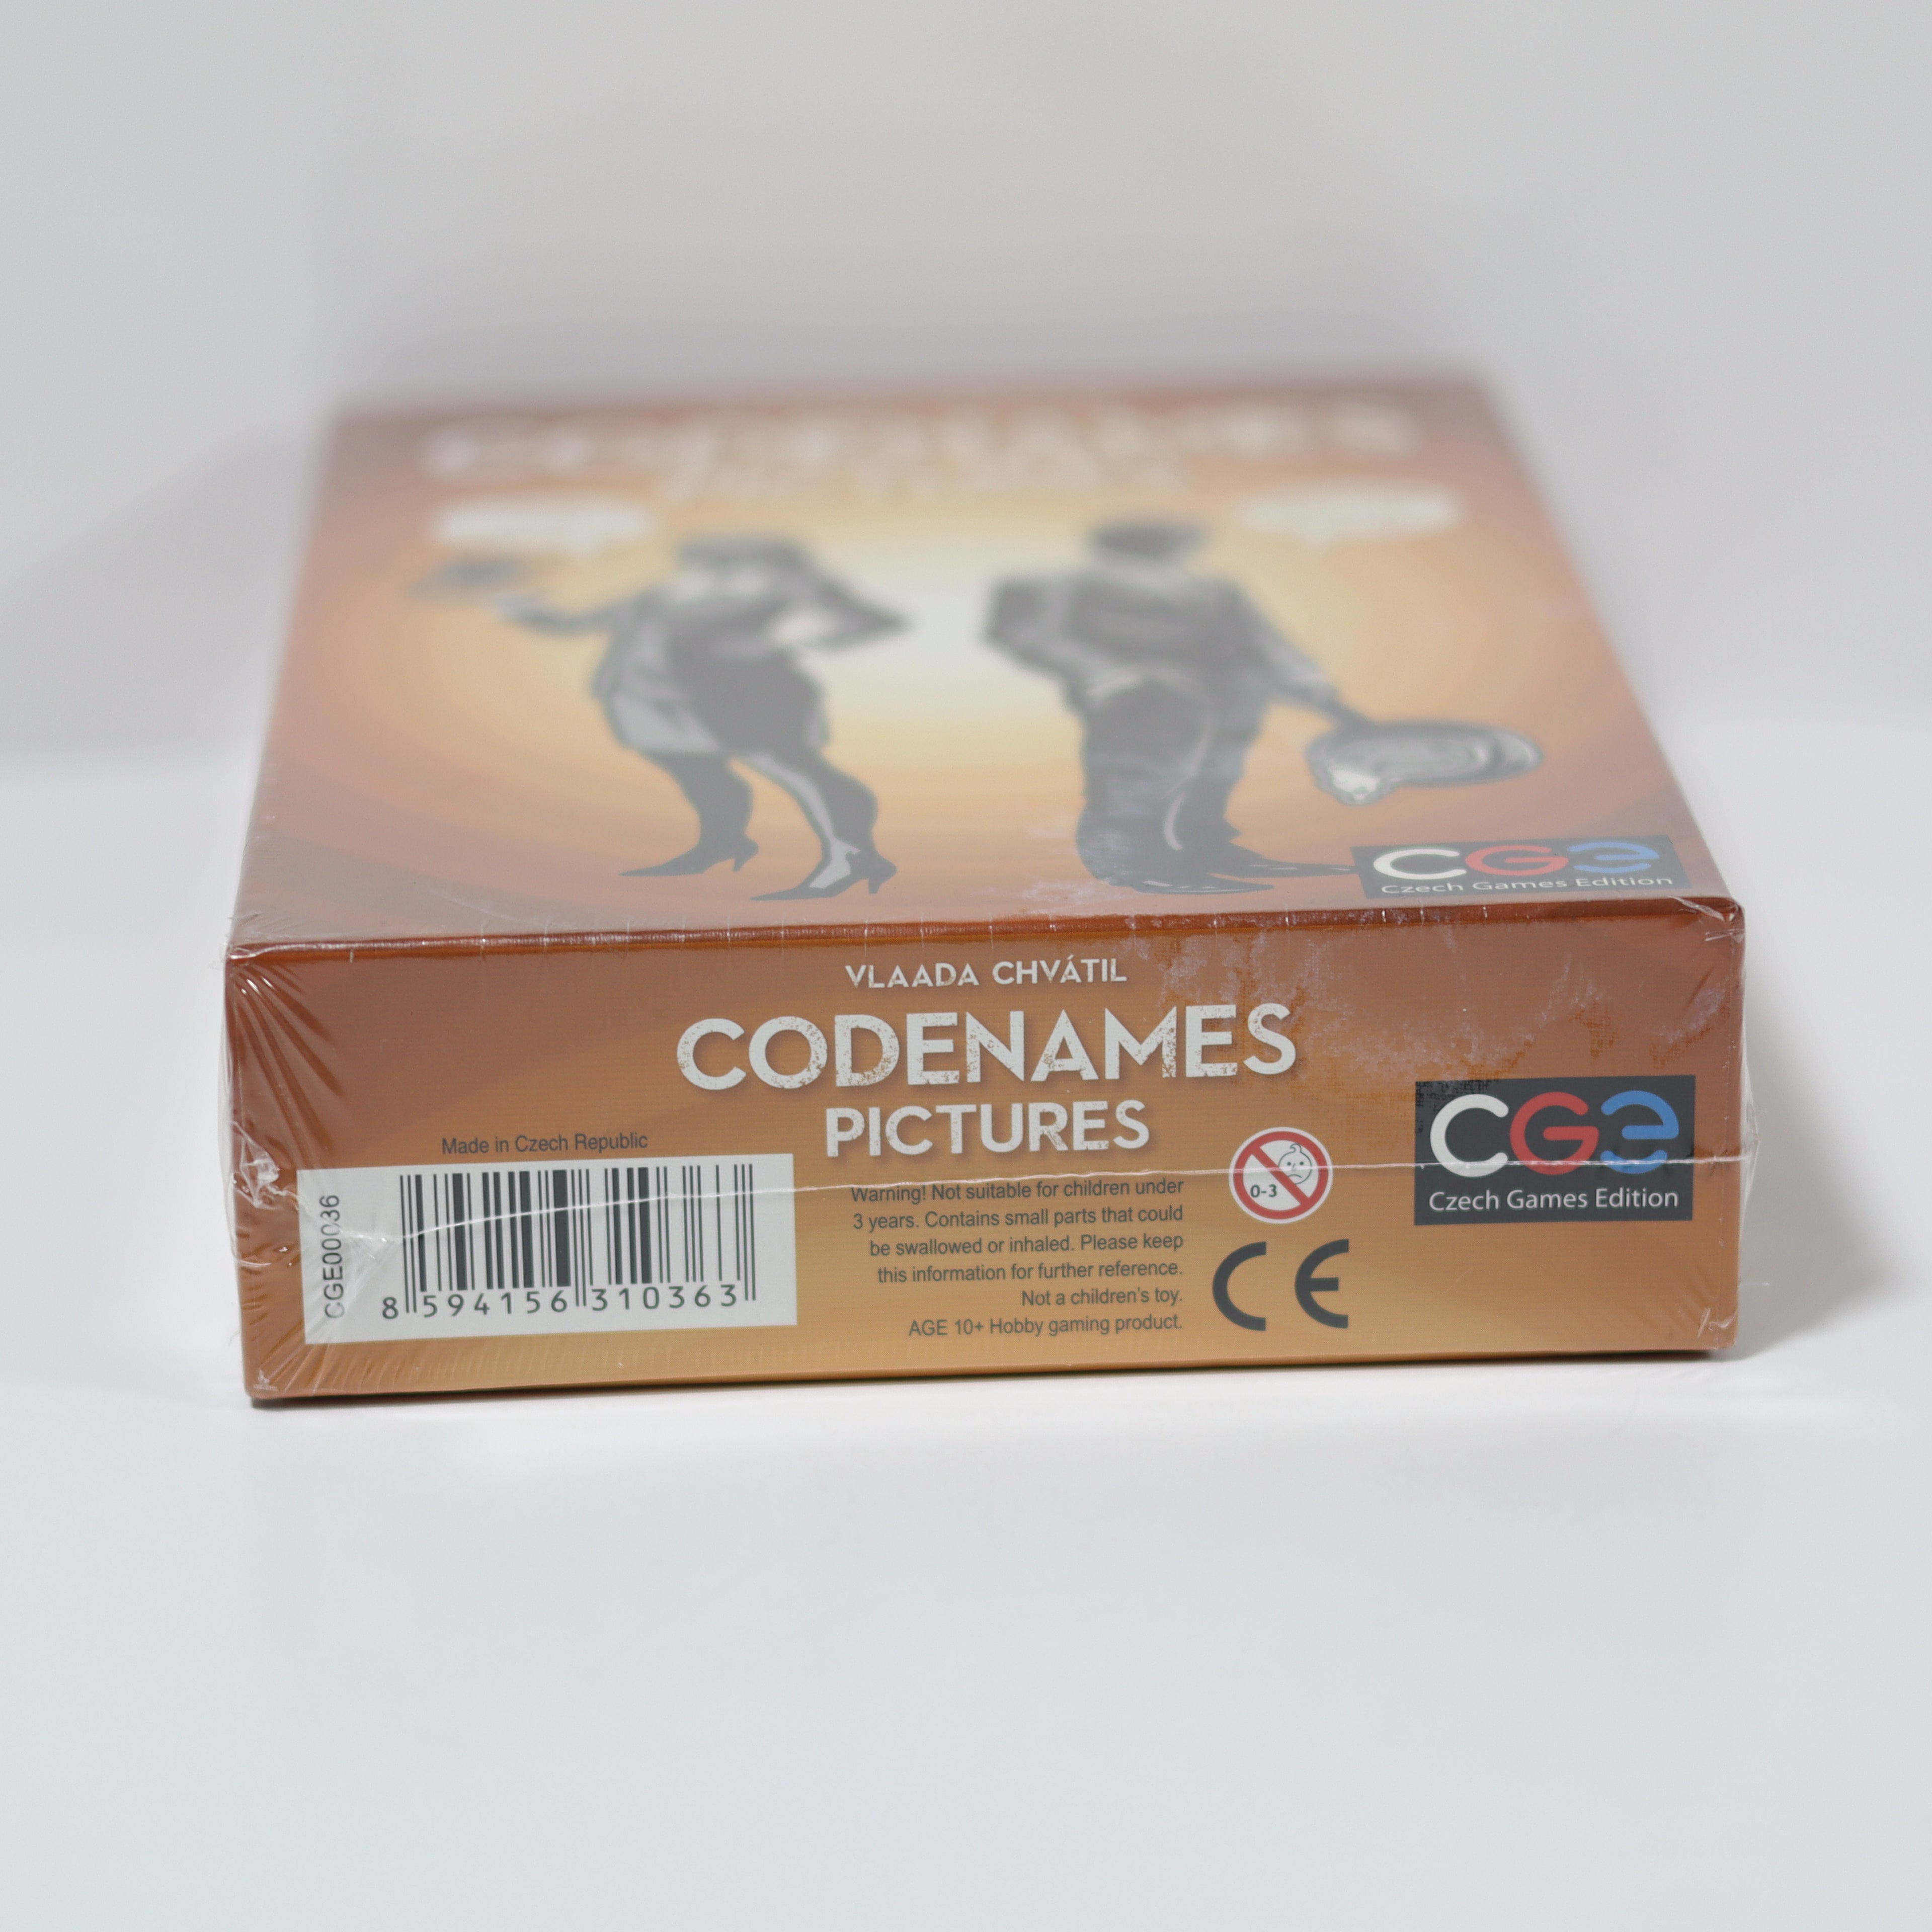 CODENAMES
PICTURES
CGE
Czech Games Edition
VLAADA CHVÁTIL
CODENAMES
PICTURES
Made in Czech Republic
CGE00036
8 594156 310363
Warning! Not suitable for children under
3 years. Contains small parts that could
be swallowed or inhaled. Please keep
this information for further reference.
Not a children's toy.
AGE 10+ Hobby gaming product.
0-3
CE
CGE
Czech Games Edition